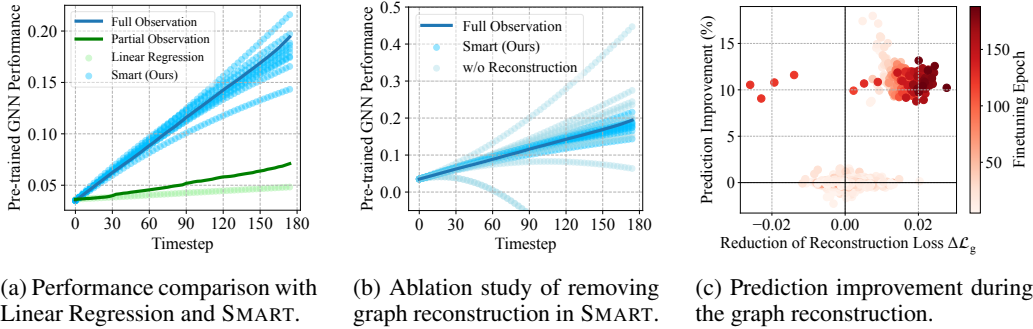 Pre-trained GNN Performance
0.20
0.15
0.10
0.05
Full Observation
Partial Observation
Linear Regression
Smart (Ours)
0 30 60 90 120 150 180
Timestep
(a) Performance comparison with
Linear Regression and SMART.
Pre-trained GNN Performance
0.5
0.4
0.3
0.2
0.1
0.0
Full Observation
Smart (Ours)
w/o Reconstruction
0 30 60 90 120 150 180
Timestep
(b) Ablation study of removing
graph reconstruction in SMART.
Prediction Improvement (%)
15
10
5
0
−0.02 0.00 0.02
Reduction of Reconstruction Loss Δℒg
150
100
50
Finetuning Epoch
(c) Prediction improvement during
the graph reconstruction.